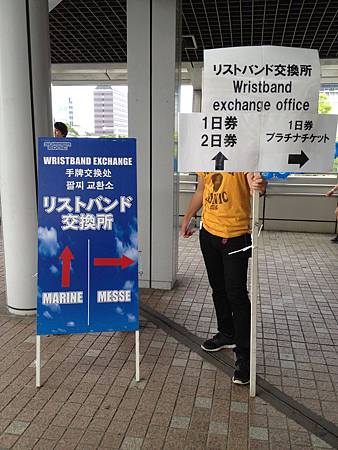 WRISTBAND EXCHANGE
手牌交换处
팔찌 교환소
リストバンド
交換所
MARINE
MESSE
リストバンド交換所
Wristband
exchange office
1日券
2日券
1日券
プラチナチケット